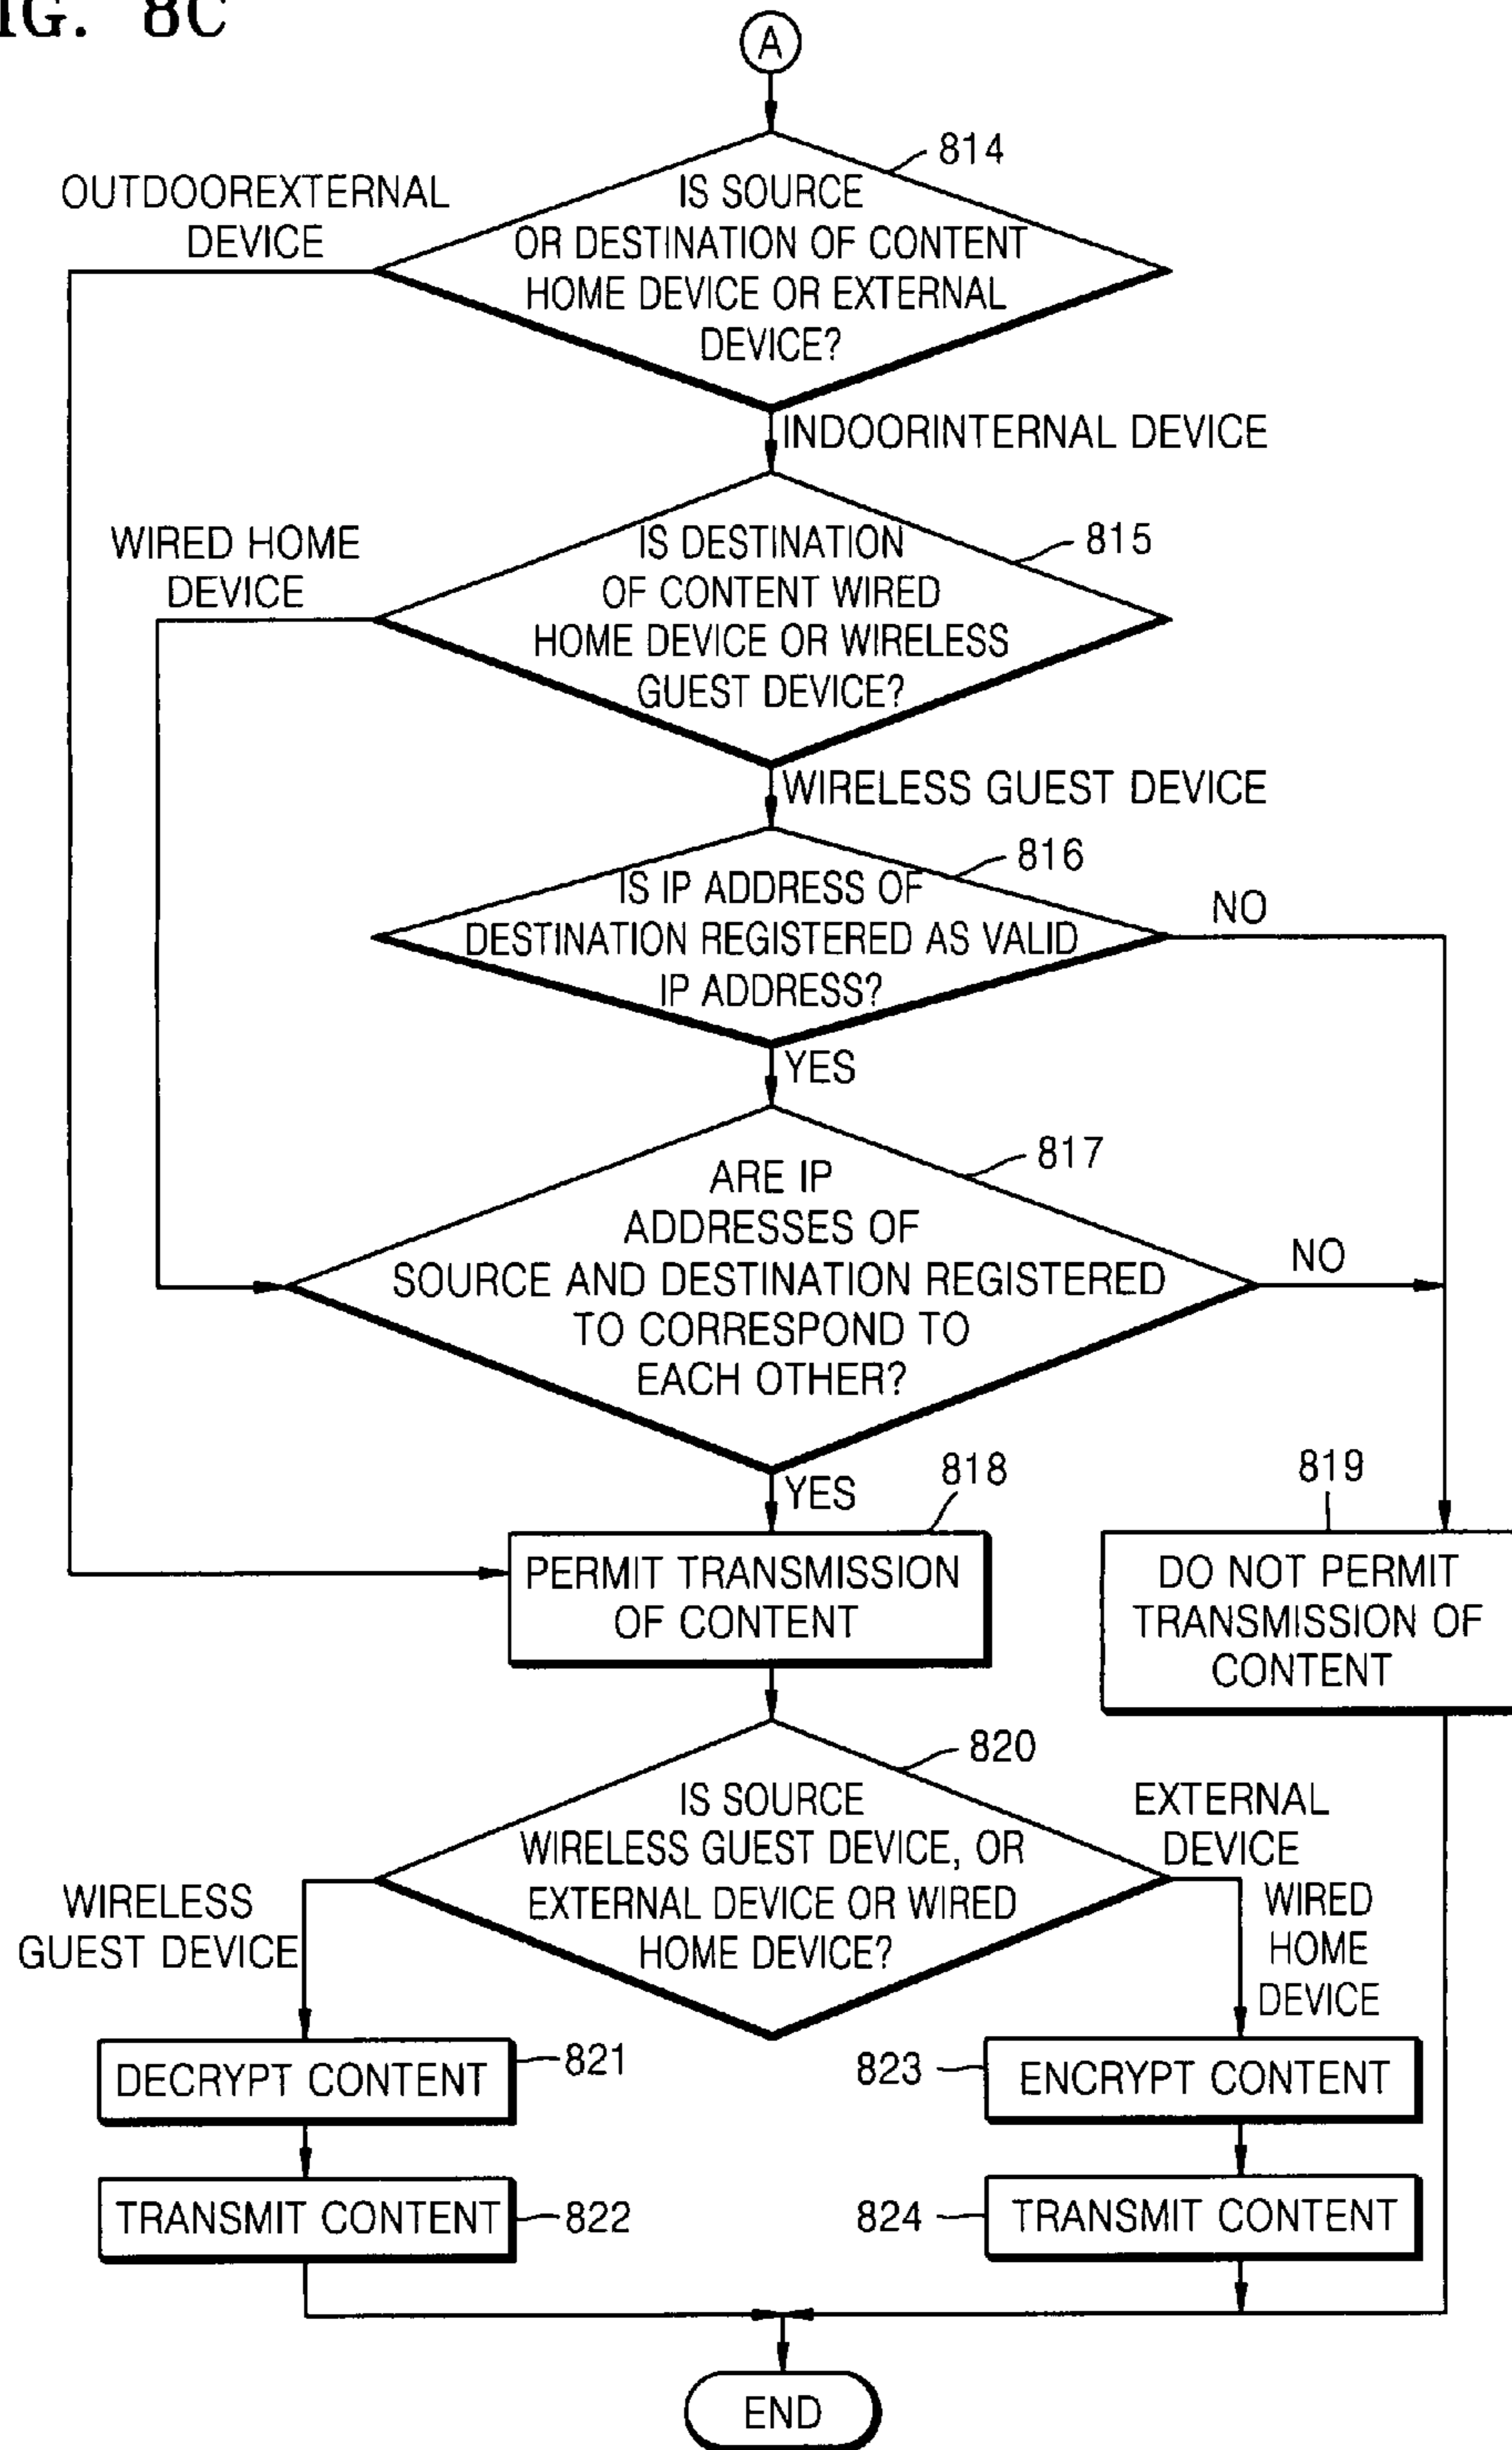 IG. 8C
A
814
IS SOURCE
OR DESTINATION OF CONTENT
HOME DEVICE OR EXTERNAL
DEVICE?
OUTDOOREXTERNAL
DEVICE
INDOORINTERNAL DEVICE
815
IS DESTINATION
OF CONTENT WIRED
HOME DEVICE OR WIRELESS
GUEST DEVICE?
WIRED HOME
DEVICE
WIRELESS GUEST DEVICE
816
IS IP ADDRESS OF
DESTINATION REGISTERED AS VALID
IP ADDRESS?
NO
YES
817
ARE IP
ADDRESSES OF
SOURCE AND DESTINATION REGISTERED
TO CORRESPOND TO
EACH OTHER?
NO
YES
818
PERMIT TRANSMISSION
OF CONTENT
819
DO NOT PERMIT
TRANSMISSION OF
CONTENT
820
IS SOURCE
WIRELESS GUEST DEVICE, OR
EXTERNAL DEVICE OR WIRED
HOME DEVICE?
WIRELESS
GUEST DEVICE
EXTERNAL
DEVICE
WIRED
HOME
DEVICE
DECRYPT CONTENT
821
823
ENCRYPT CONTENT
TRANSMIT CONTENT
822
824
TRANSMIT CONTENT
END